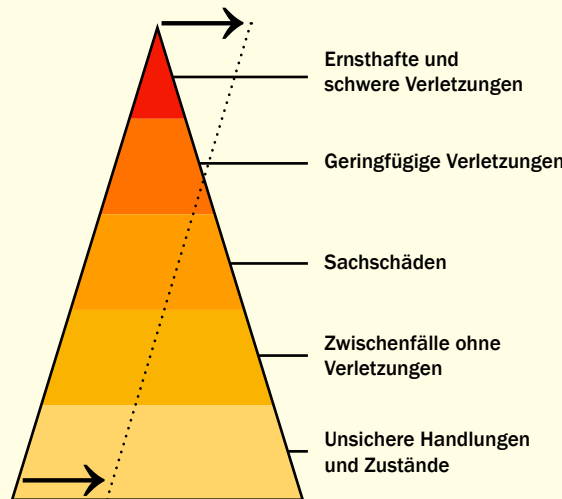 Ernsthafte und
schwere Verletzungen
Geringfügige Verletzungen
Sachschäden
Zwischenfälle ohne
Verletzungen
Unsichere Handlungen
und Zustände